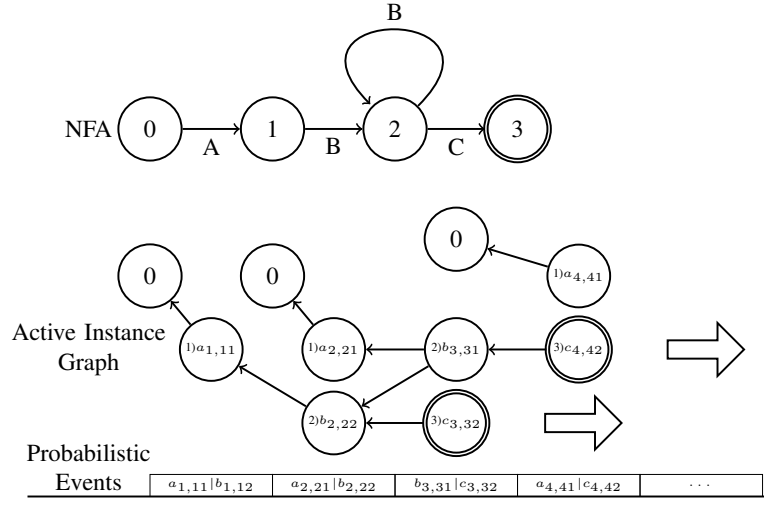 B
NFA 0 1 2 3
A B C
0
0 0 1)a4,41
Active Instance 1)a1,11 1)a2,21 2)b3,31 3)c4,42
Graph
2)b2,22 3)c3,32
Probabilistic
Events a1,11|b1,12 a2,21|b2,22 b3,31|c3,32 a4,41|c4,42 ···